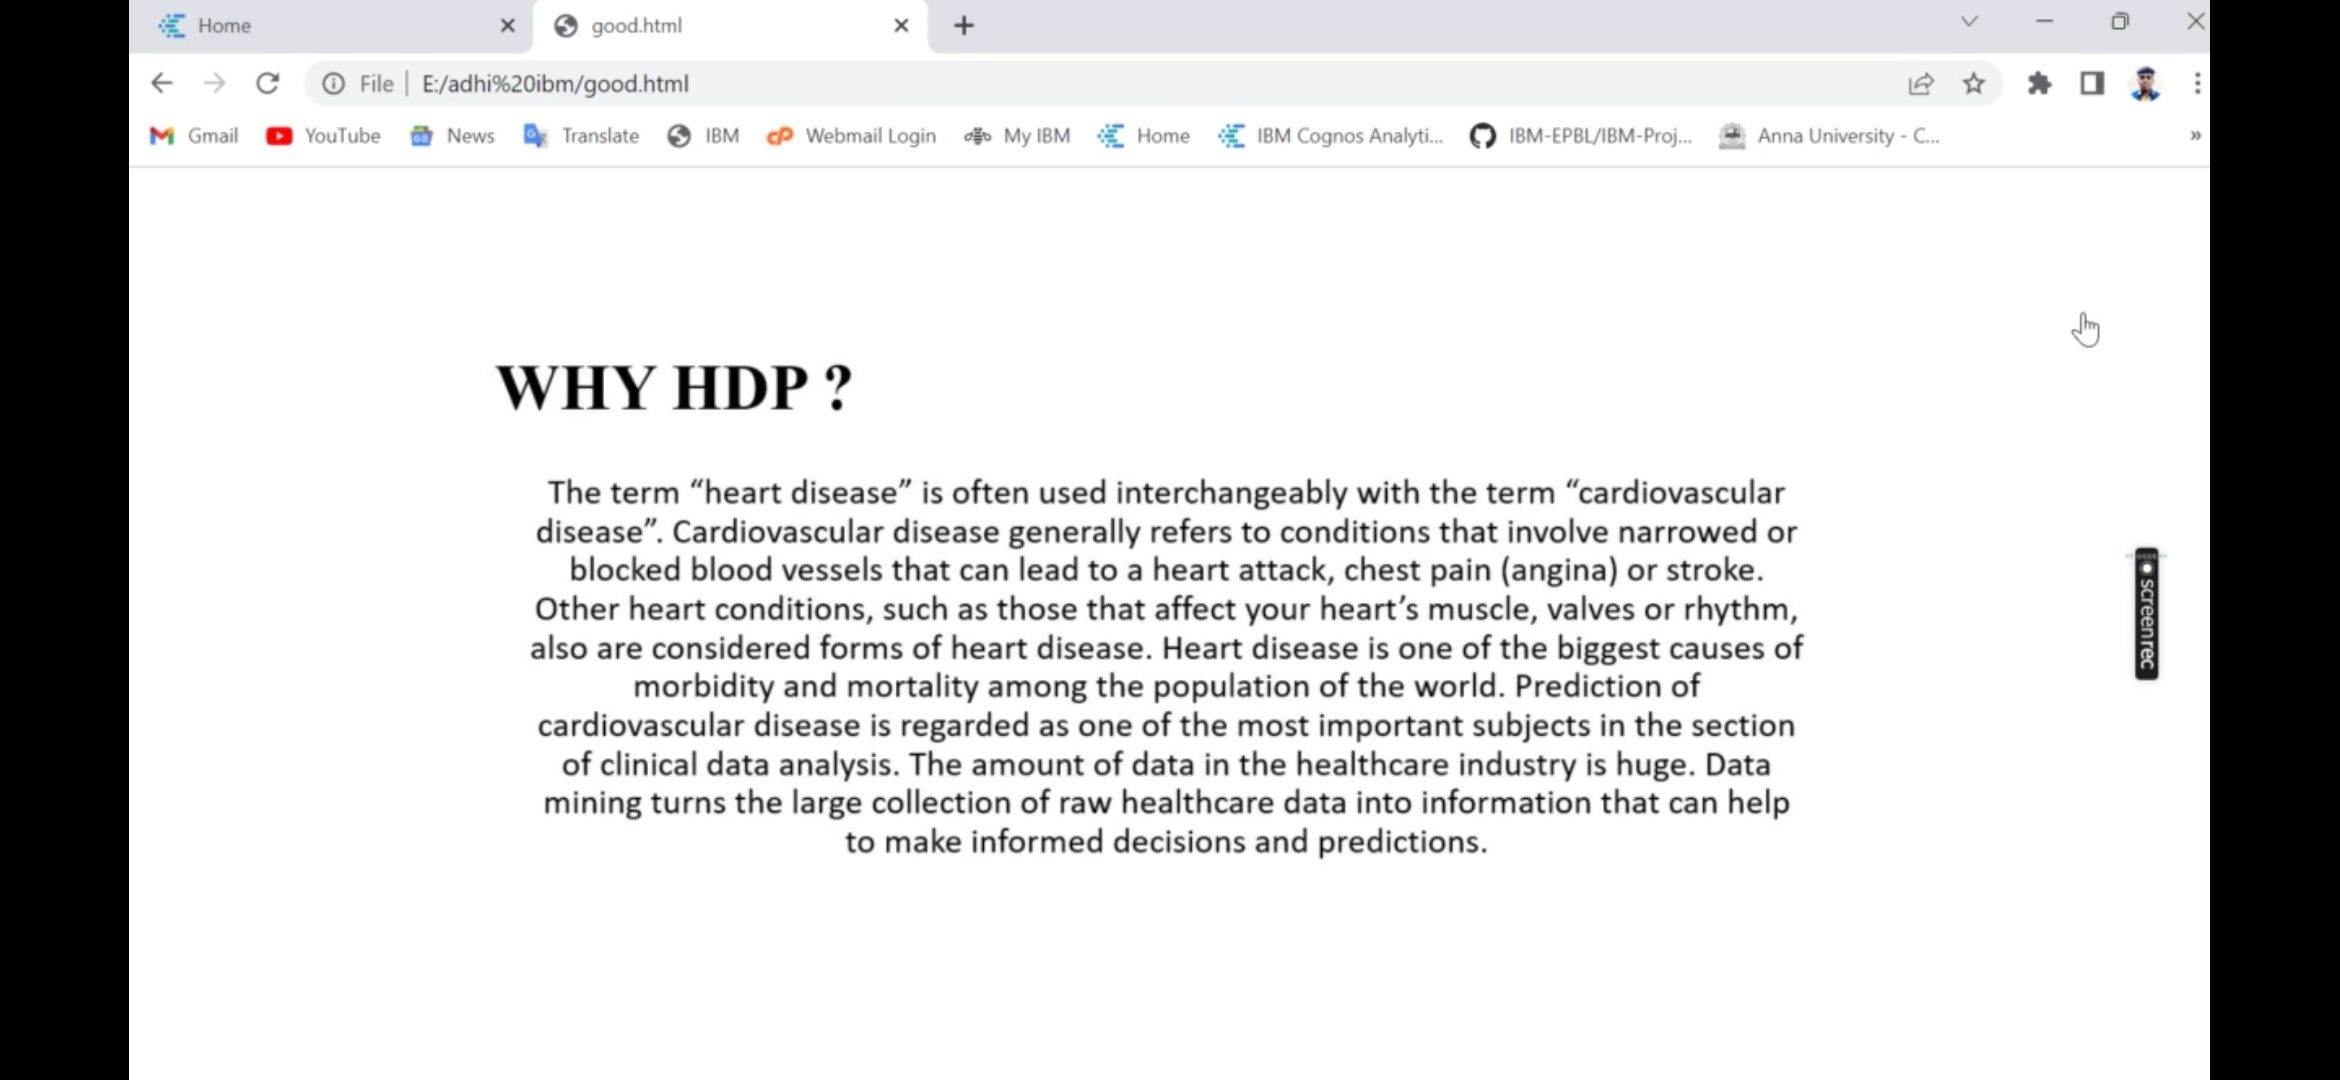 Home
good.html
File
E:/adhi%20ibm/good.html
Gmail
YouTube
News
Translate
IBM
Webmail Login
My IBM
Home
IBM Cognos Analyti...
IBM-EPBL/IBM-Proj...
Anna University - C...
»
WHY HDP ?
The term “heart disease” is often used interchangeably with the term “cardiovascular
disease”. Cardiovascular disease generally refers to conditions that involve narrowed or
blocked blood vessels that can lead to a heart attack, chest pain (angina) or stroke.
Other heart conditions, such as those that affect your heart’s muscle, valves or rhythm,
also are considered forms of heart disease. Heart disease is one of the biggest causes of
morbidity and mortality among the population of the world. Prediction of
cardiovascular disease is regarded as one of the most important subjects in the section
of clinical data analysis. The amount of data in the healthcare industry is huge. Data
mining turns the large collection of raw healthcare data into information that can help
to make informed decisions and predictions.
screenrec